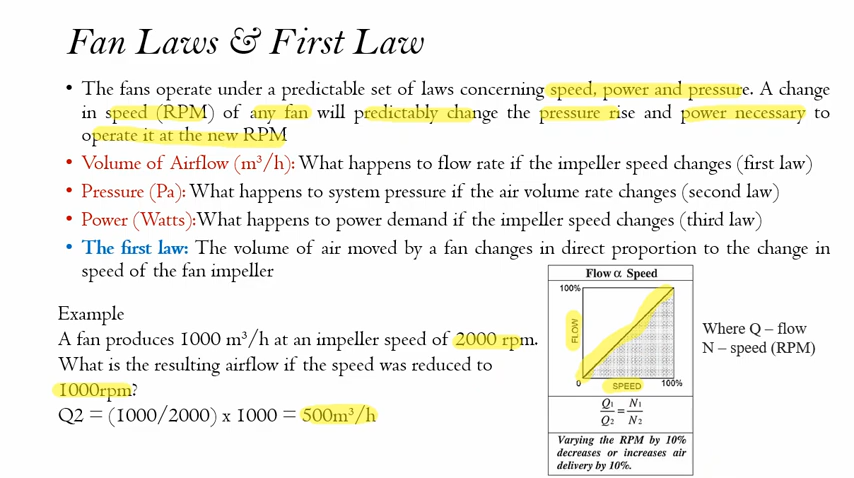 Fan Laws & First Law
• The fans operate under a predictable set of laws concerning speed, power and pressure. A change
in speed (RPM) of any fan will predictably change the pressure rise and power necessary to
operate it at the new RPM
• Volume of Airflow (m³/h): What happens to flow rate if the impeller speed changes (first law)
• Pressure (Pa): What happens to system pressure if the air volume rate changes (second law)
• Power (Watts):What happens to power demand if the impeller speed changes (third law)
• The first law: The volume of air moved by a fan changes in direct proportion to the change in
speed of the fan impeller
Example
A fan produces 1000 m³/h at an impeller speed of 2000 rpm.
What is the resulting airflow if the speed was reduced to
1000rpm?
Q2 = (1000/2000) x 1000 = 500m³/h
Flow α Speed
100%
FLOW
0
SPEED
100%
Q₁/Q₂ = N₁/N₂
Varying the RPM by 10%
decreases or increases air
delivery by 10%.
Where Q – flow
N – speed (RPM)